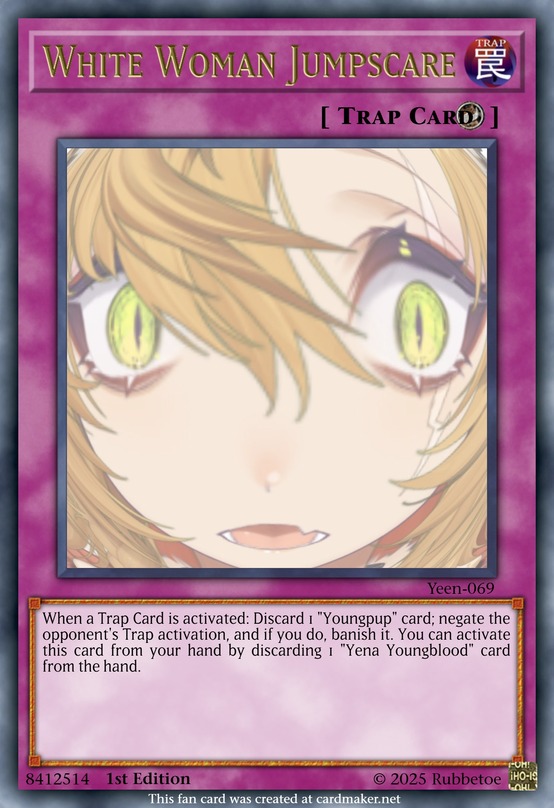 White Woman Jumpscare
TRAP
罠
[ Trap Card ]
Yeen-069
When a Trap Card is activated: Discard 1 "Youngpup" card; negate the
opponent's Trap activation, and if you do, banish it. You can activate
this card from your hand by discarding 1 "Yena Youngblood" card
from the hand.
8412514 1st Edition © 2025 Rubbetoe
This fan card was created at cardmaker.net